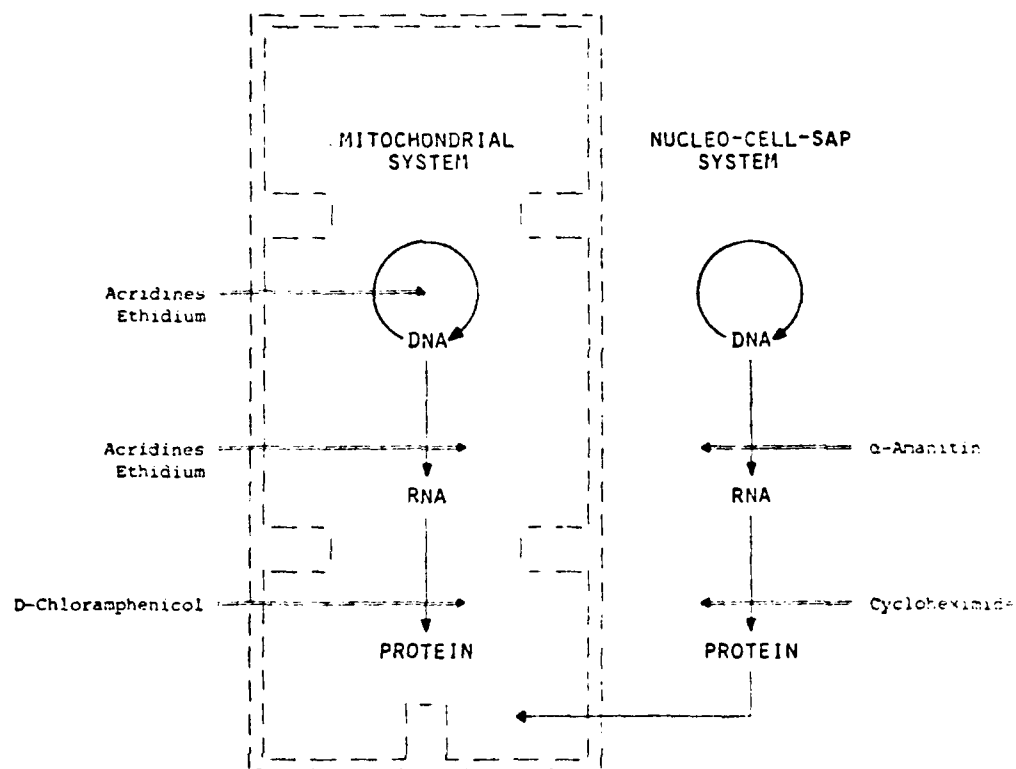 MITOCHONDRIAL
SYSTEM
NUCLEO-CELL-SAP
SYSTEM
Acridines
Ethidium
DNA
DNA
Acridines
Ethidium
α-Amanitin
RNA
RNA
D-Chloramphenicol
Cycloheximide
PROTEIN
PROTEIN